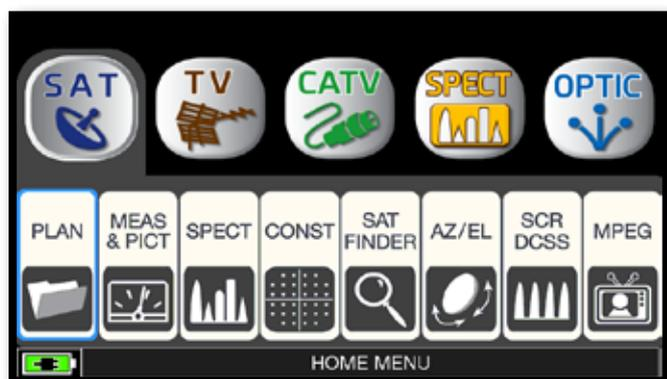 SAT
TV
CATV
SPECT
OPTIC
PLAN
MEAS
& PICT
SPECT
CONST
SAT
FINDER
AZ/EL
SCR
DCSS
MPEG
HOME MENU